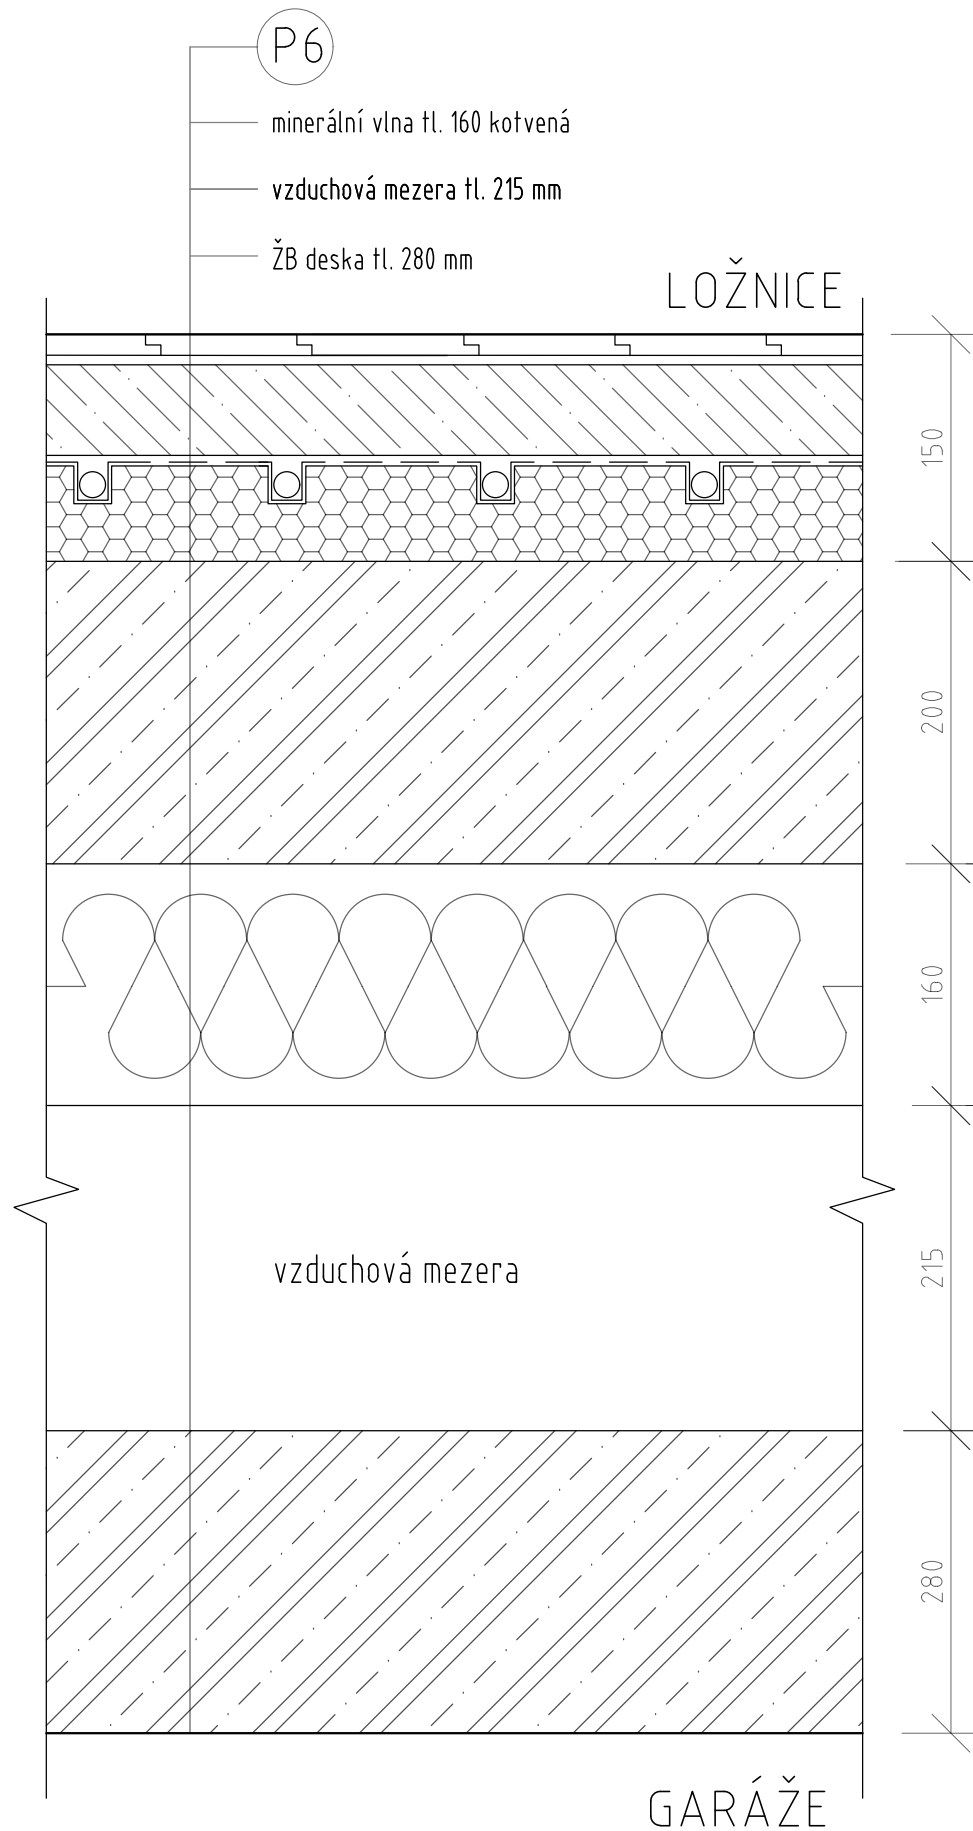 P6
minerální vlna tl. 160 kotvená
vzduchová mezera tl. 215 mm
ŽB deska tl. 280 mm
LOŽNICE
150
200
160
215
vzduchová mezera
280
GARÁŽE